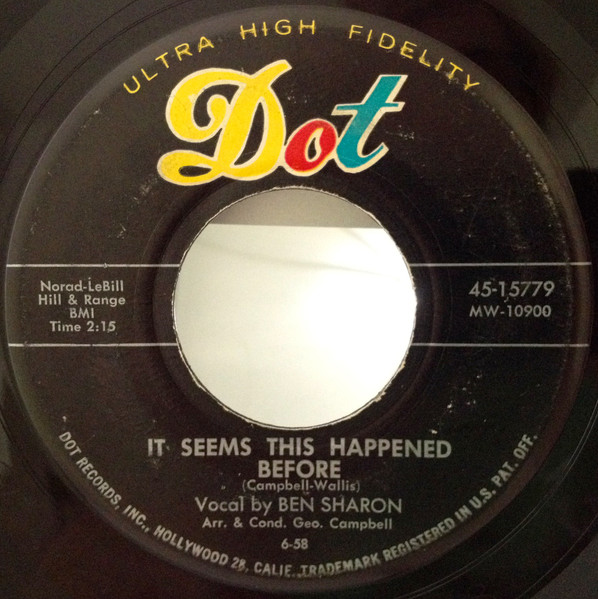 ULTRA HIGH FIDELITY
Dot
Norad-LeBill
Hill & Range
BMI
Time 2:15
45-15779
MW-10900
IT SEEMS THIS HAPPENED
BEFORE
(Campbell-Wallis)
Vocal by BEN SHARON
Arr. & Cond. Geo. Campbell
6-58
DOT RECORDS, INC., HOLLYWOOD 28, CALIF. TRADEMARK REGISTERED IN U.S. PAT. OFF.